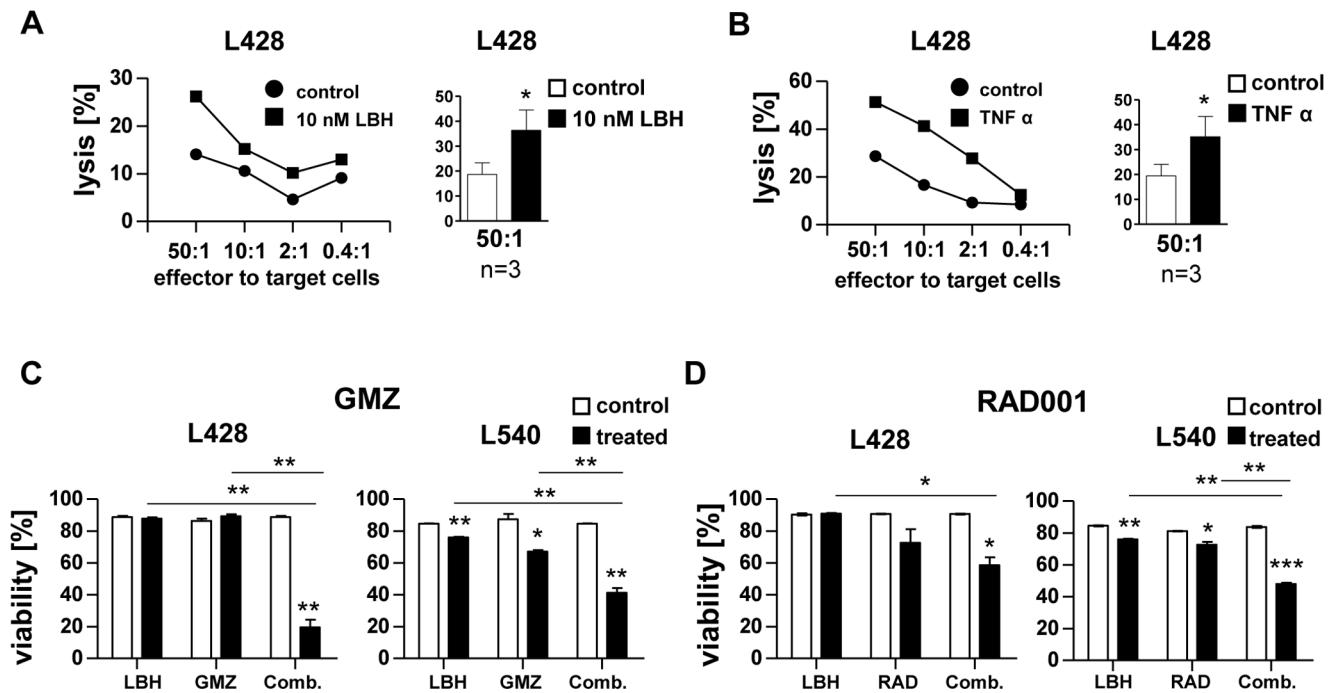 A
L428
30
20
10
0
lysis [%]
control
10 nM LBH
50:1 10:1 2:1 0.4:1
effector to target cells
L428
control
10 nM LBH
50
40
30
20
10
0
*
50:1
n=3
B
L428
60
40
20
0
lysis [%]
control
TNF α
50:1 10:1 2:1 0.4:1
effector to target cells
L428
control
TNF α
50
40
30
20
10
0
*
50:1
n=3
C
GMZ
control
treated
L428
**
**
100
80
60
40
20
0
viability [%]
**
LBH GMZ Comb.
L540
**
**
100
80
60
40
20
0
**
*
**
LBH GMZ Comb.
D
RAD001
control
treated
L428
*
100
80
60
40
20
0
viability [%]
*
LBH RAD Comb.
L540
**
**
100
80
60
40
20
0
**
*
***
LBH RAD Comb.